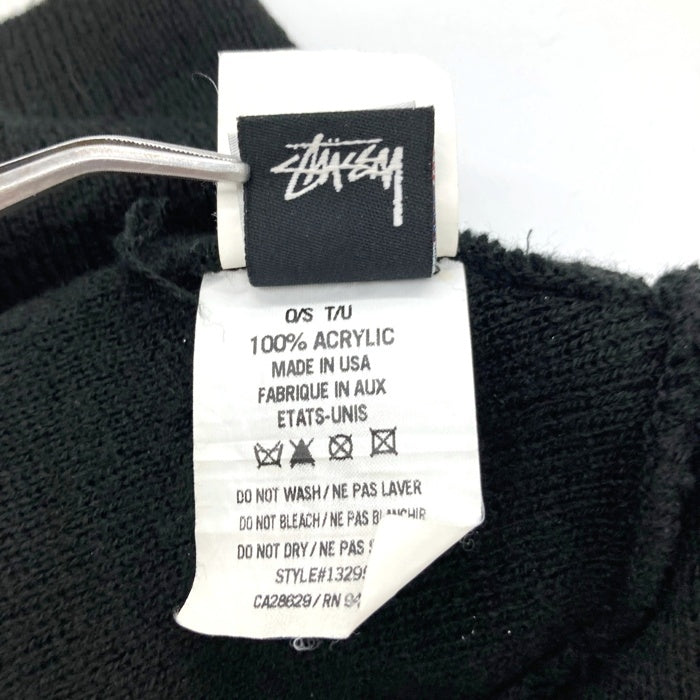 STÜSSY
O/S T/U
100% ACRYLIC
MADE IN USA
FABRIQUE IN AUX
ETATS-UNIS
DO NOT WASH / NE PAS LAVER
DO NOT BLEACH / NE PAS BLANCHIR
DO NOT DRY / NE PAS
STYLE#1329
CA28629 / RN 94